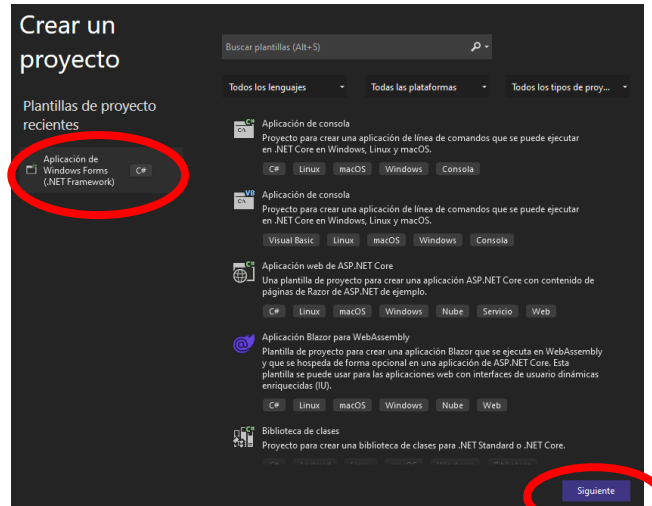 Crear un
proyecto
Plantillas de proyecto
recientes
Aplicación de
Windows Forms
(.NET Framework)
C#
Buscar plantillas (Alt+S)
Todos los lenguajes
Todas las plataformas
Todos los tipos de proy...
Aplicación de consola
Proyecto para crear una aplicación de línea de comandos que se puede ejecutar
en .NET Core en Windows, Linux y macOS.
C# Linux macOS Windows Consola
Aplicación de consola
Proyecto para crear una aplicación de línea de comandos que se puede ejecutar
en .NET Core en Windows, Linux y macOS.
Visual Basic Linux macOS Windows Consola
Aplicación web de ASP.NET Core
Una plantilla de proyecto para crear una aplicación ASP.NET Core con contenido de
páginas de Razor de ASP.NET de ejemplo.
C# Linux macOS Windows Nube Servicio Web
Aplicación Blazor para WebAssembly
Plantilla de proyecto para crear una aplicación Blazor que se ejecuta en WebAssembly
y que se hospeda de forma opcional en una aplicación de ASP.NET Core. Esta
plantilla se puede usar para las aplicaciones web con interfaces de usuario dinámicas
enriquecidas (IU).
C# Linux macOS Windows Nube Web
Biblioteca de clases
Proyecto para crear una biblioteca de clases para .NET Standard o .NET Core.
Siguiente